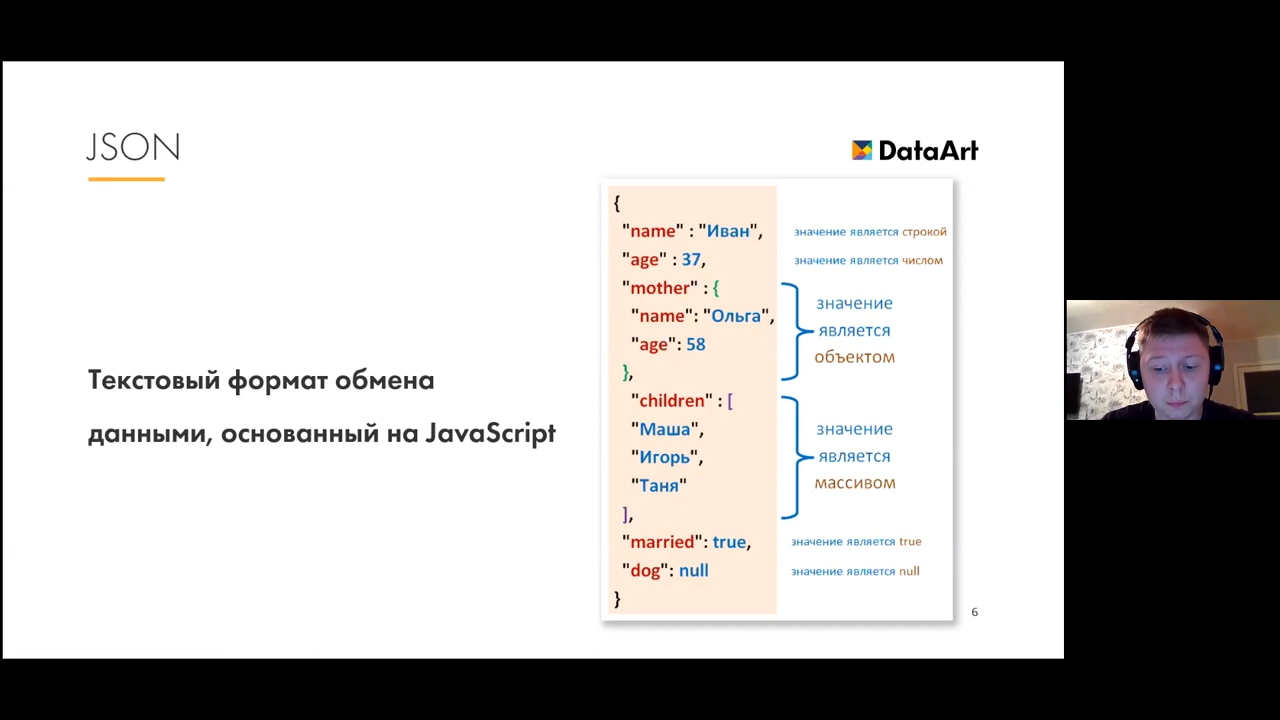 JSON
DataArt
Текстовый формат обмена
данными, основанный на JavaScript
{
"name" : "Иван", значение является строкой
"age" : 37, значение является числом
"mother" : {
"name": "Ольга",
"age": 58
},
значение
является
объектом
"children" : [
"Маша",
"Игорь",
"Таня"
],
значение
является
массивом
"married": true, значение является true
"dog": null значение является null
}
6